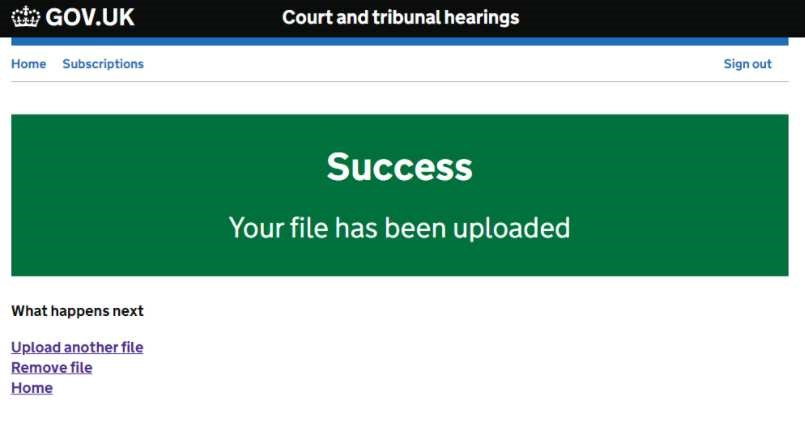 GOV.UK
Court and tribunal hearings
Home Subscriptions Sign out
Success
Your file has been uploaded
What happens next
Upload another file
Remove file
Home